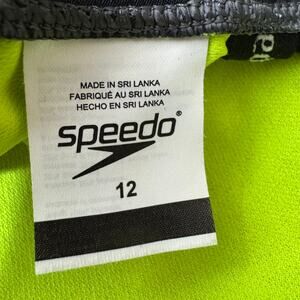 MADE IN SRI LANKA
FABRIQUÉ AU SRI LANKA
HECHO EN SRI LANKA
speedo®
12